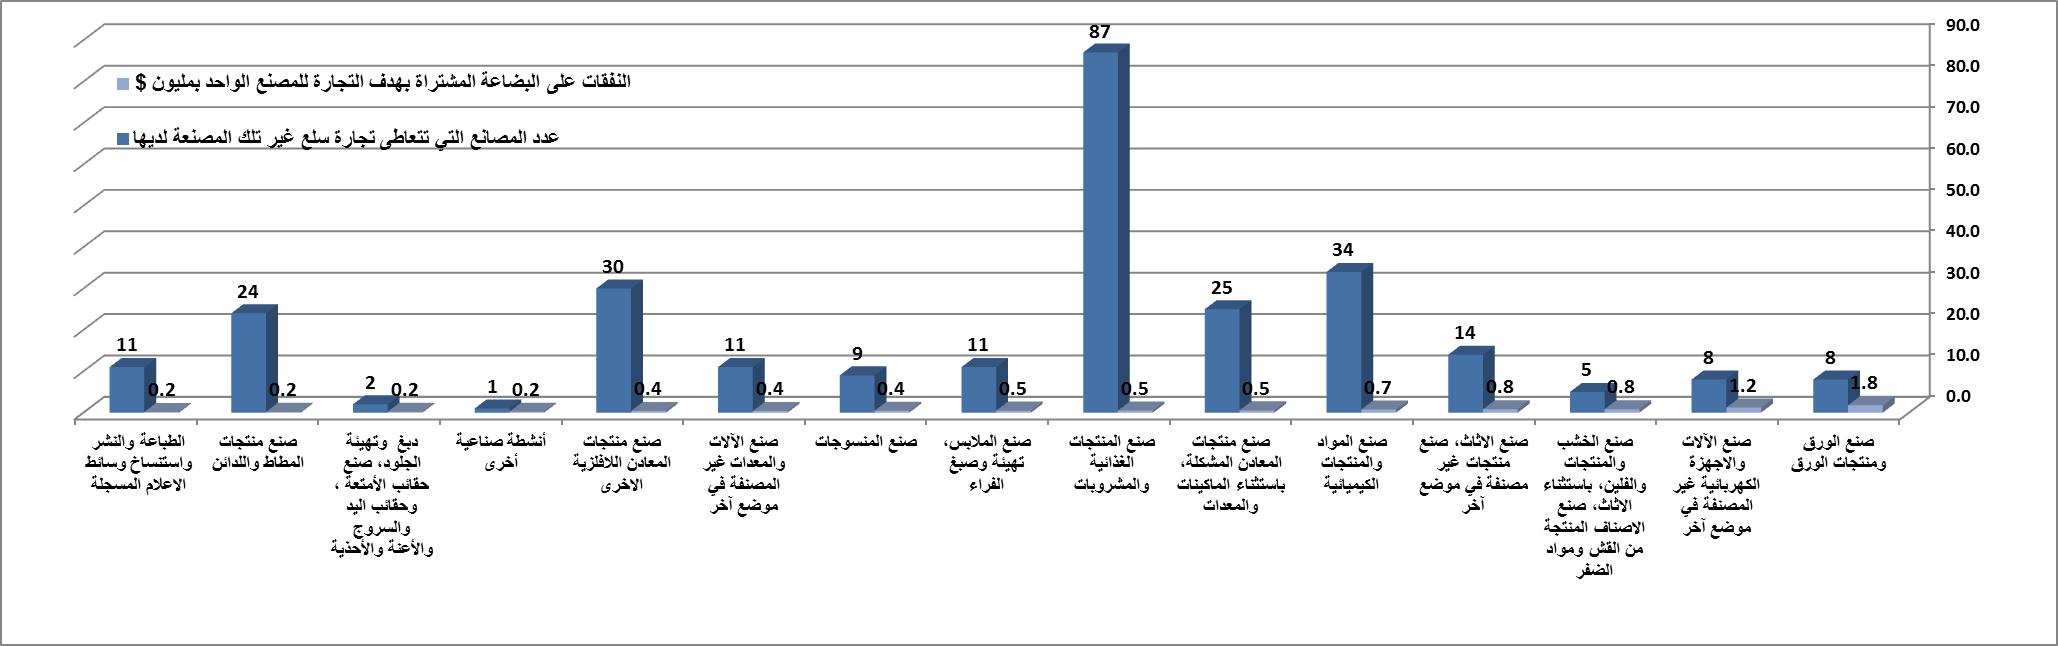 النفقات على البضاعة المشتراة بهدف التجارة للمصنع الواحد بمليون $
عدد المصانع التي تتعاطى تجارة سلع غير تلك المصنعة لديها
90.0
80.0
70.0
60.0
50.0
40.0
30.0
20.0
10.0
0.0
8
1.8
8
1.2
5
0.8
14
0.8
34
0.7
25
0.5
87
0.5
11
0.5
9
0.4
11
0.4
30
0.4
1
0.2
2
0.2
24
0.2
11
0.2
صنع الورق
ومنتجات الورق
صنع الآلات
والاجهزة
الكهربائية غير
المصنفة في
موضع آخر
صنع الخشب
والمنتجات
والفلين، باستثناء
الاثاث، صنع
الاصناف المنتجة
من القش ومواد
الضفر
صنع الاثاث، صنع
منتجات غير
مصنفة في موضع
آخر
صنع المواد
والمنتجات
الكيميائية
صنع منتجات
المعادن المشكلة،
باستثناء الماكينات
والمعدات
صنع المنتجات
الغذائية
والمشروبات
صنع الملابس،
تهيئة وصبغ
الفراء
صنع المنسوجات
صنع الآلات
والمعدات غير
المصنفة في
موضع آخر
صنع منتجات
المعادن اللافلزية
الاخرى
أنشطة صناعية
أخرى
دبغ وتهيئة
الجلود، صنع
حقائب الأمتعة ،
وحقائب اليد
والسروج
والأعنة والأحذية
صنع منتجات
المطاط واللدائن
الطباعة والنشر
واستنساخ وسائط
الاعلام المسجلة